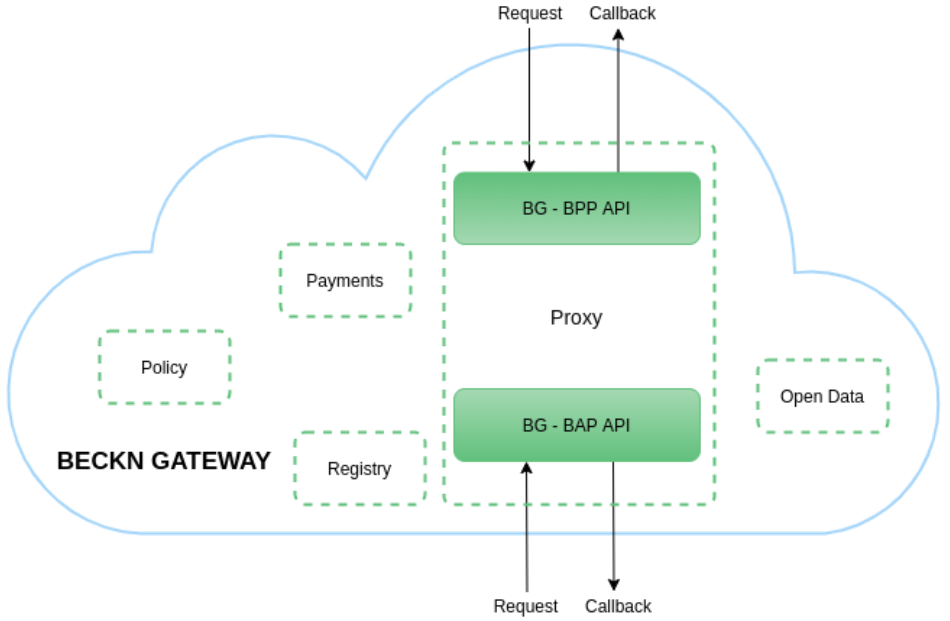 Request
Callback
BG - BPP API
Payments
Proxy
Policy
Open Data
BG - BAP API
BECKN GATEWAY
Registry
Request
Callback